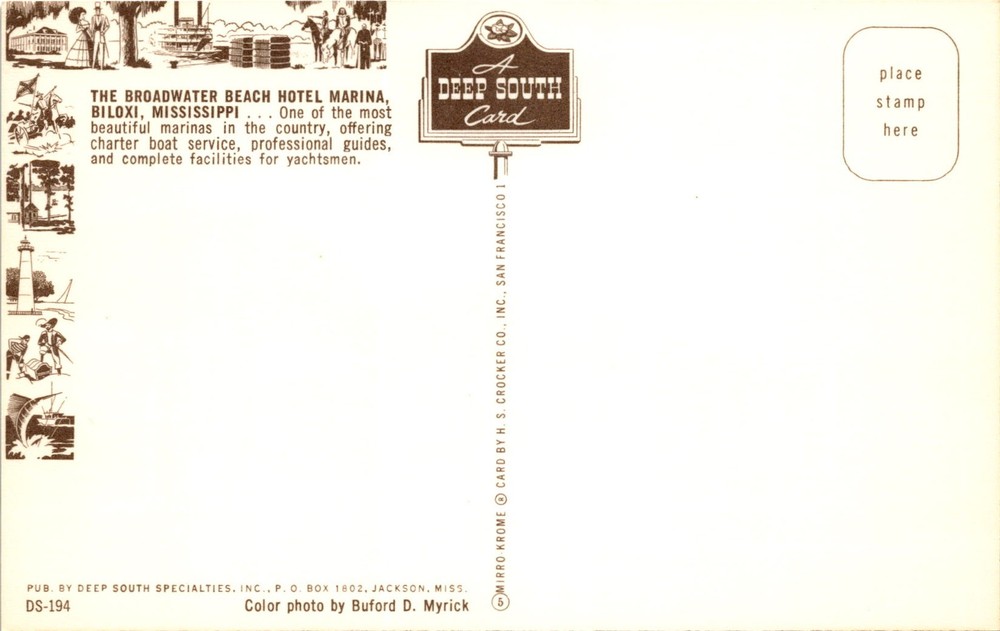 THE BROADWATER BEACH HOTEL MARINA,
BILOXI, MISSISSIPPI . . . One of the most
beautiful marinas in the country, offering
charter boat service, professional guides,
and complete facilities for yachtsmen.
A
DEEP SOUTH
Card
place
stamp
here
MIRRO-KROME ® CARD BY H. S. CROCKER CO., INC., SAN FRANCISCO 1
5
PUB. BY DEEP SOUTH SPECIALTIES, INC., P. O. BOX 1802, JACKSON, MISS.
DS-194
Color photo by Buford D. Myrick